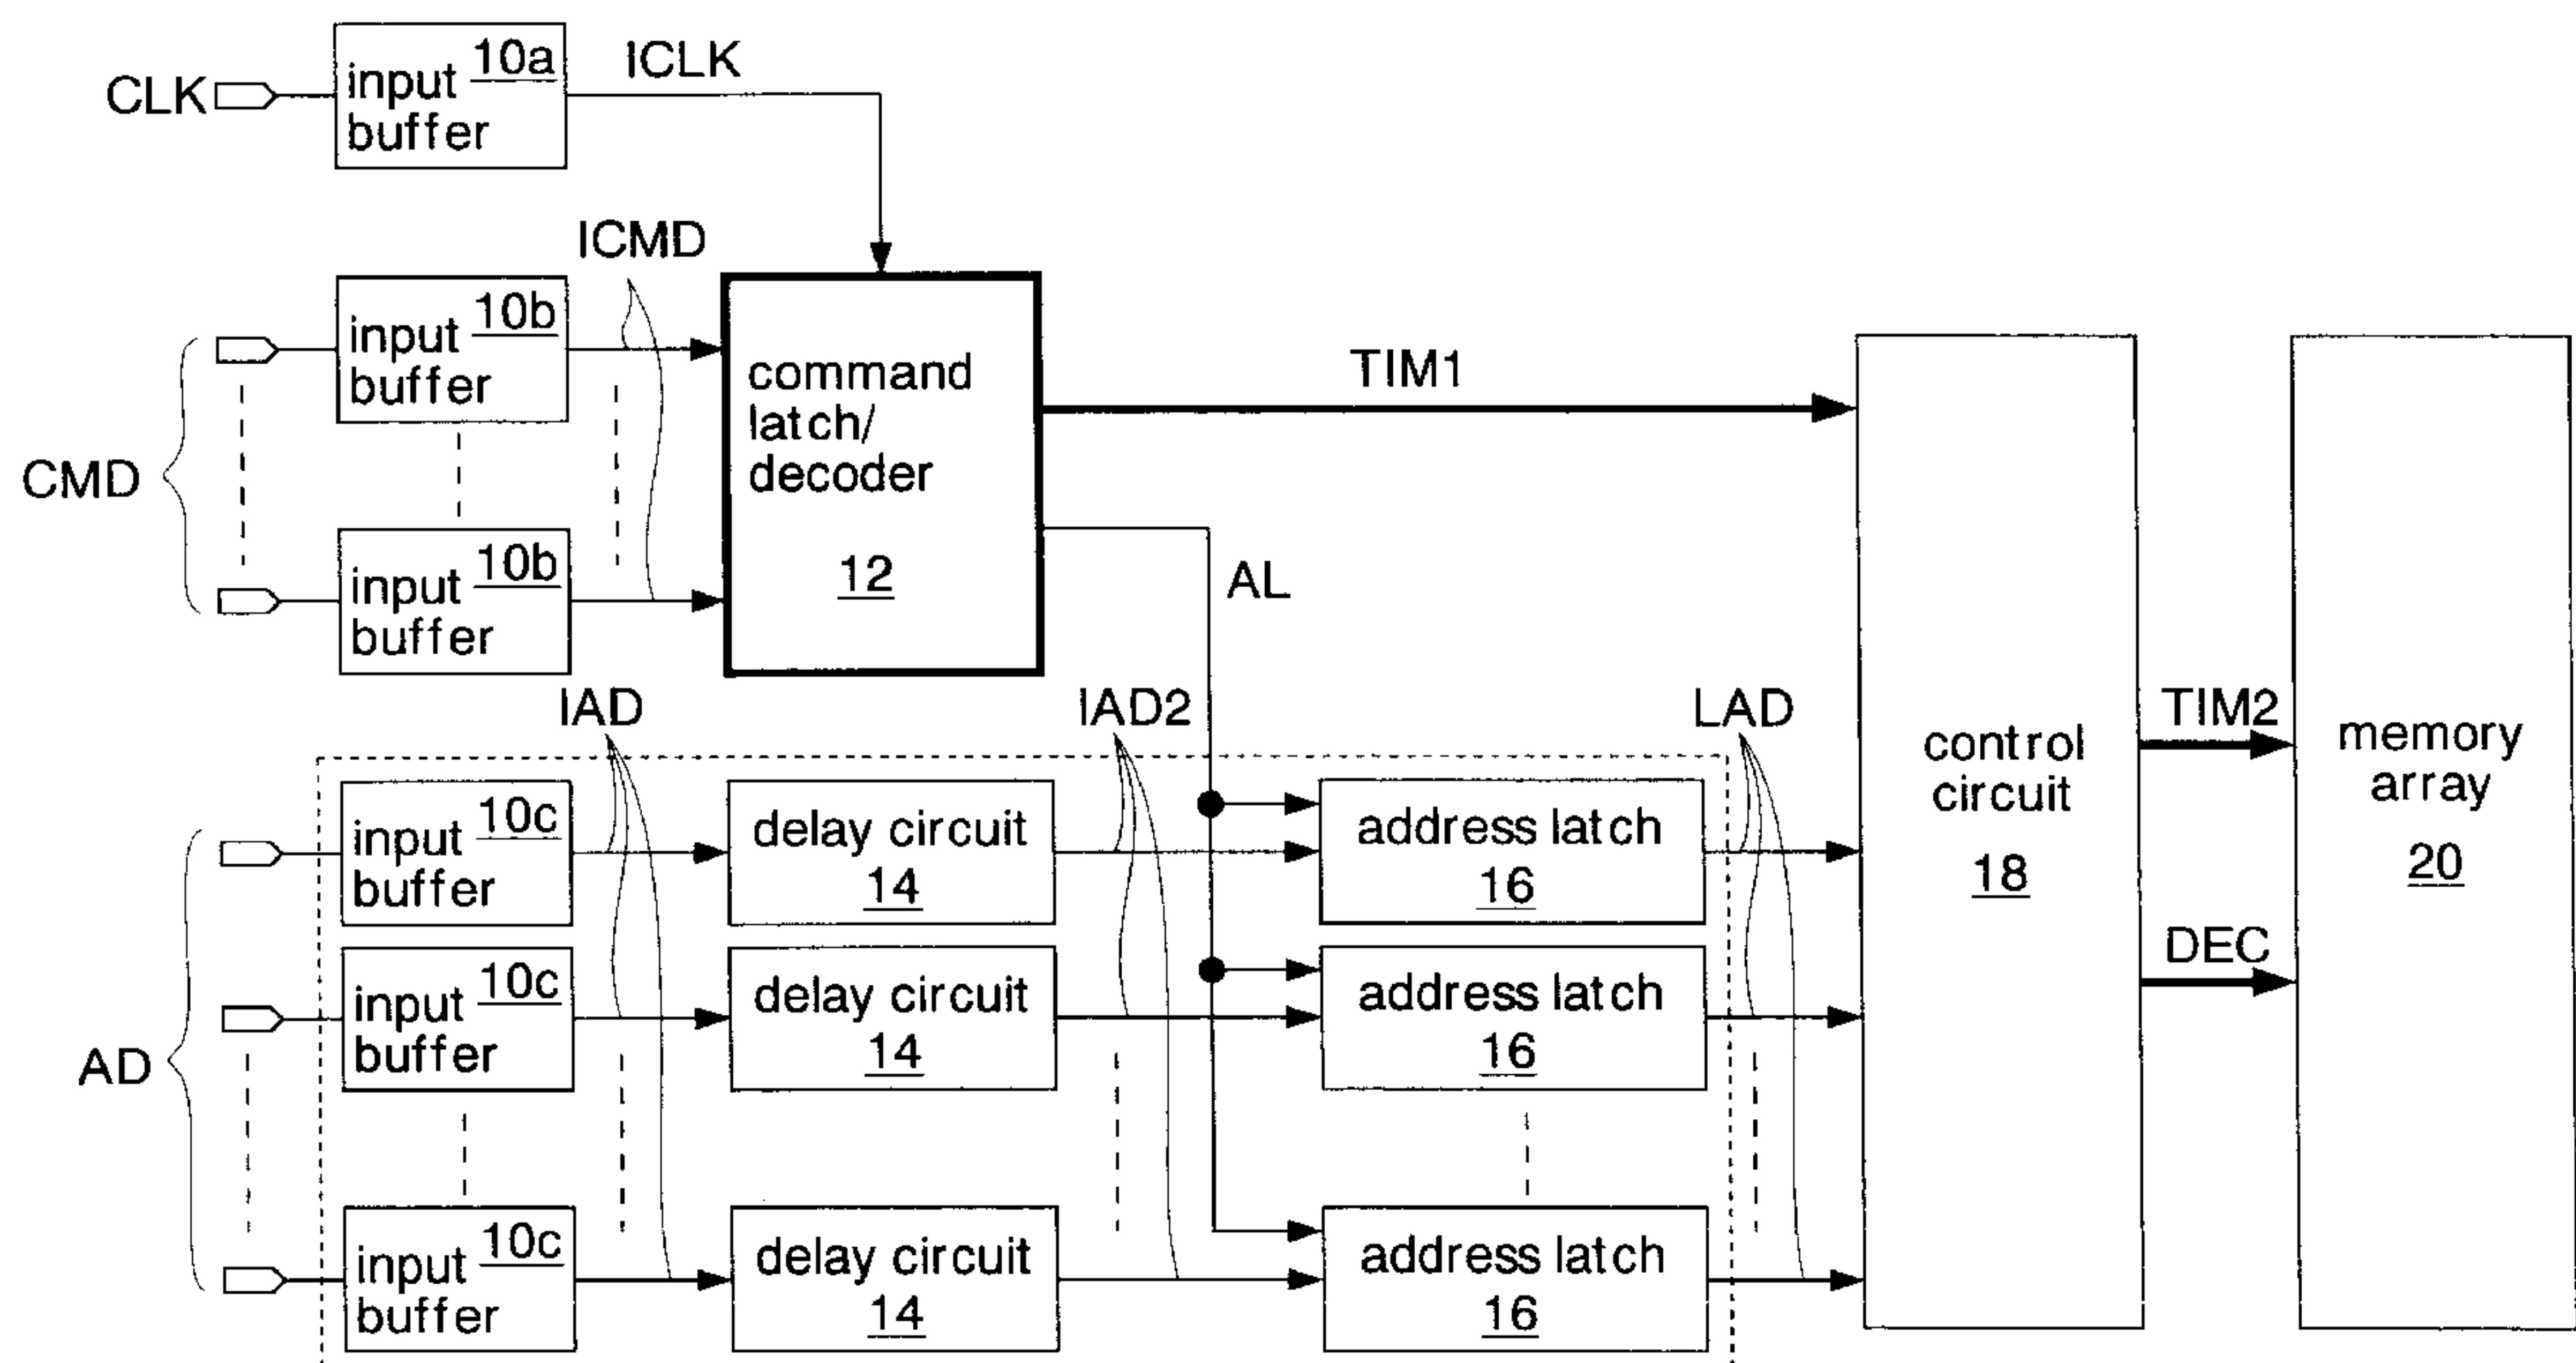 CLK
input 10a
buffer
ICLK
ICMD
CMD
input 10b
buffer
input 10b
buffer
command
latch/
decoder
12
TIM1
AL
IAD
IAD2
LAD
AD
input 10c
buffer
delay circuit
14
address latch
16
input 10c
buffer
delay circuit
14
address latch
16
input 10c
buffer
delay circuit
14
address latch
16
control
circuit
18
TIM2
DEC
memory
array
20